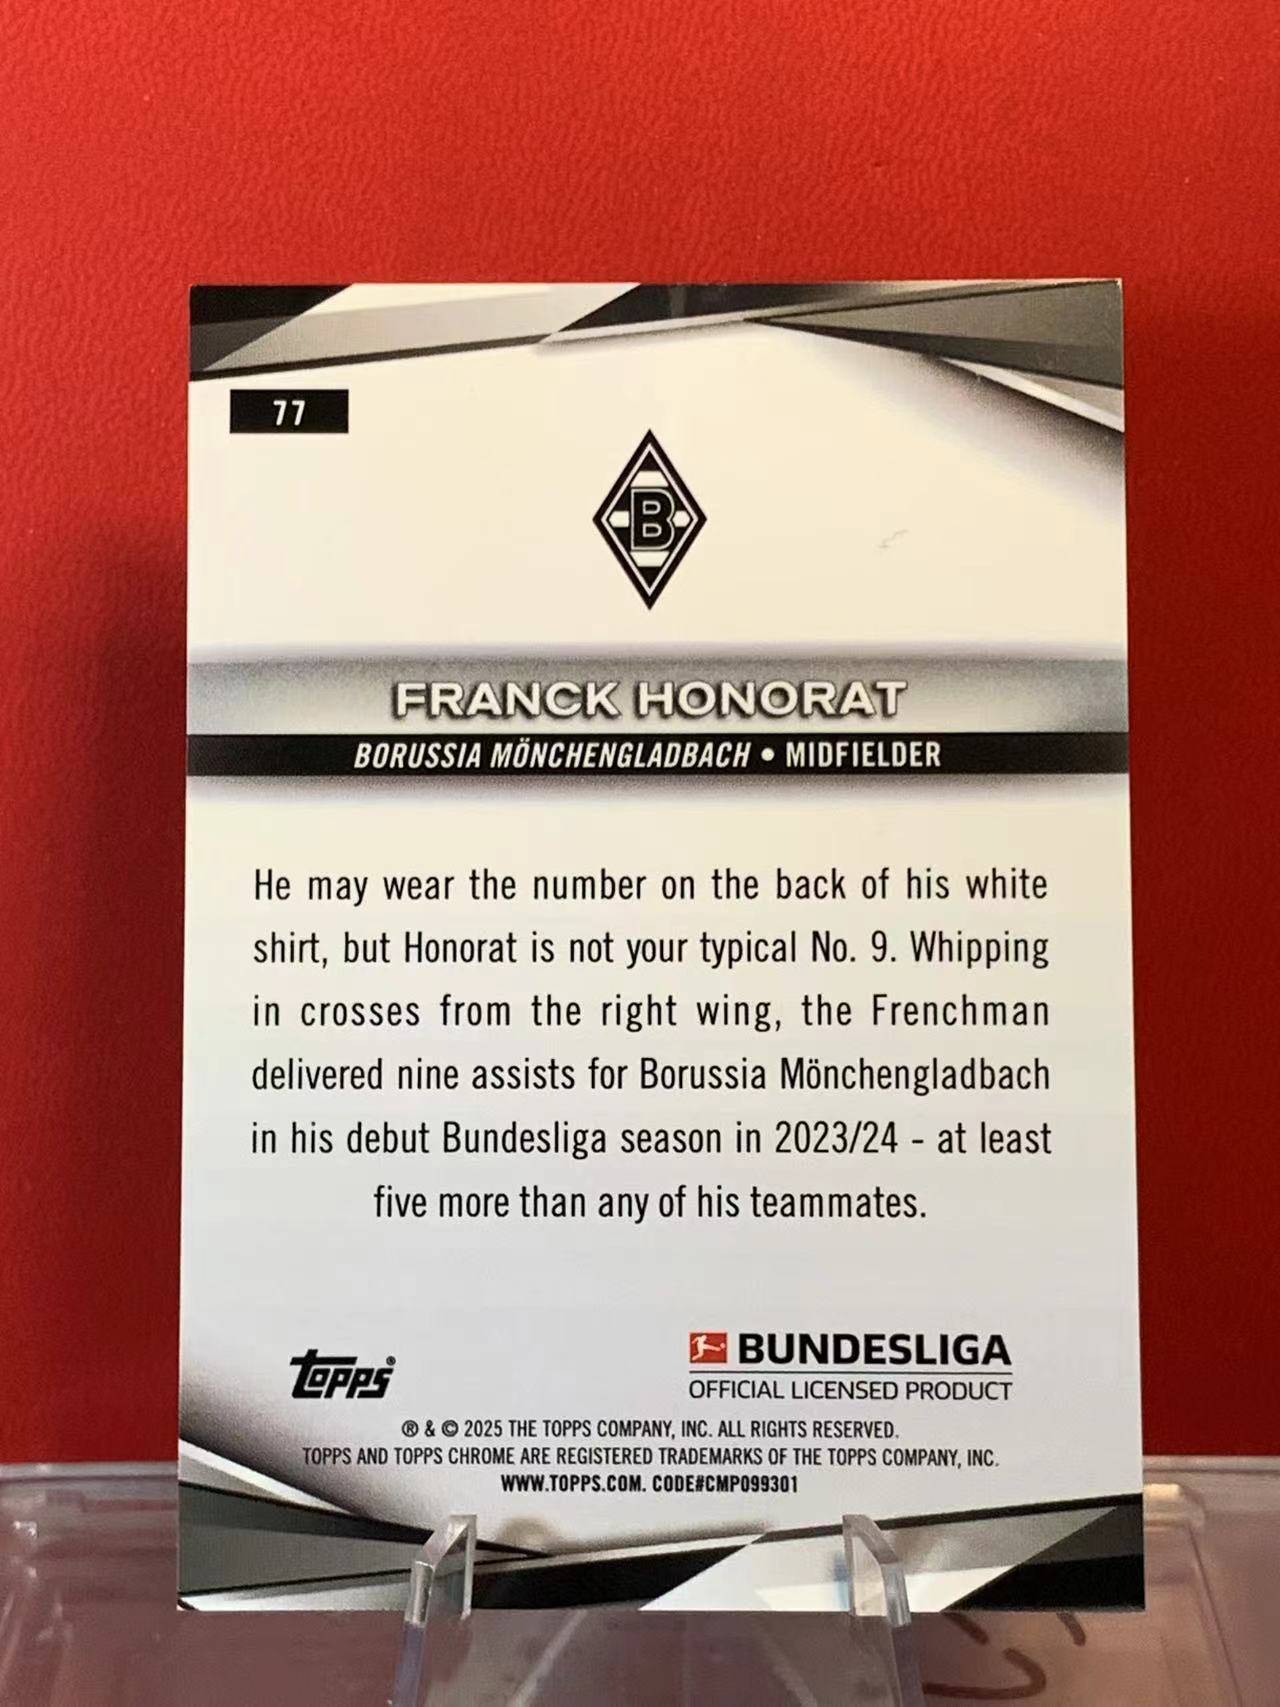 77
B
FRANCK HONORAT
BORUSSIA MÖNCHENGLADBACH • MIDFIELDER
He may wear the number on the back of his white
shirt, but Honorat is not your typical No. 9. Whipping
in crosses from the right wing, the Frenchman
delivered nine assists for Borussia Mönchengladbach
in his debut Bundesliga season in 2023/24 - at least
five more than any of his teammates.
topps®
BUNDESLIGA
OFFICIAL LICENSED PRODUCT
® & © 2025 THE TOPPS COMPANY, INC. ALL RIGHTS RESERVED.
TOPPS AND TOPPS CHROME ARE REGISTERED TRADEMARKS OF THE TOPPS COMPANY, INC.
WWW.TOPPS.COM. CODE#CMP099301